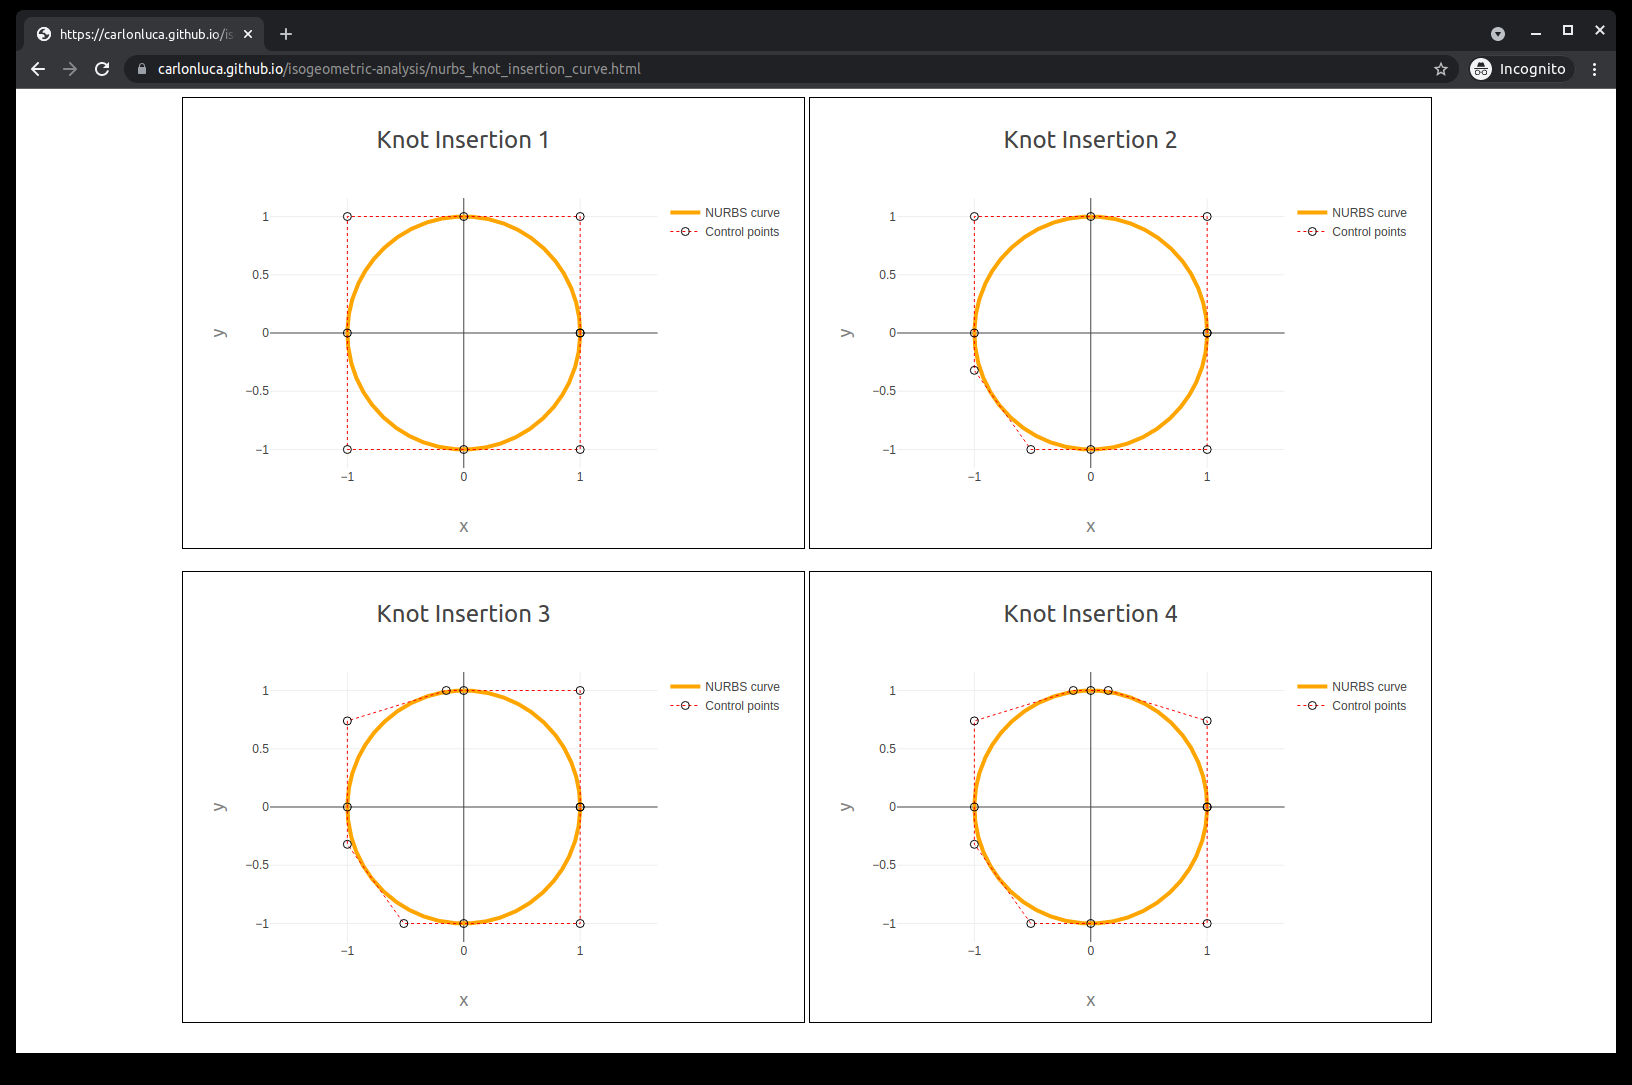 https://carlonluca.github.io/is
carlonluca.github.io/isogeometric-analysis/nurbs_knot_insertion_curve.html
Incognito
Knot Insertion 1
NURBS curve
Control points
1
0.5
0
−0.5
−1
−1 0 1
y
x
Knot Insertion 2
NURBS curve
Control points
1
0.5
0
−0.5
−1
−1 0 1
y
x
Knot Insertion 3
NURBS curve
Control points
1
0.5
0
−0.5
−1
−1 0 1
y
x
Knot Insertion 4
NURBS curve
Control points
1
0.5
0
−0.5
−1
−1 0 1
y
x